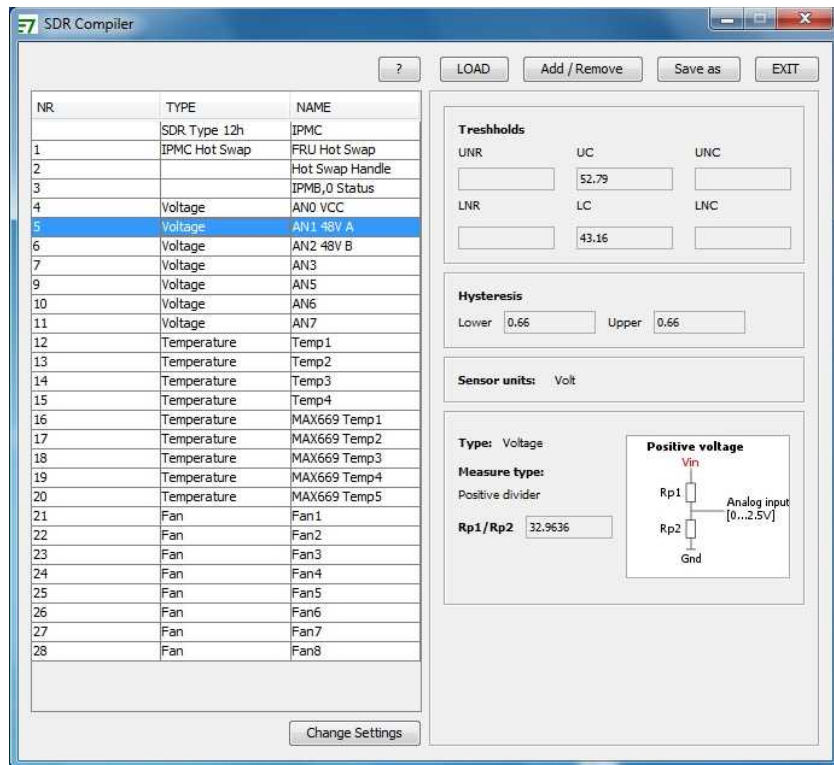 SDR Compiler
? LOAD Add / Remove Save as EXIT
NR TYPE NAME
SDR Type 12h IPMC
1 IPMC Hot Swap FRU Hot Swap
2 Hot Swap Handle
3 IPMB,0 Status
4 Voltage AN0 VCC
5 Voltage AN1 48V A
6 Voltage AN2 48V B
7 Voltage AN3
9 Voltage AN5
10 Voltage AN6
11 Voltage AN7
12 Temperature Temp1
13 Temperature Temp2
14 Temperature Temp3
15 Temperature Temp4
16 Temperature MAX669 Temp1
17 Temperature MAX669 Temp2
18 Temperature MAX669 Temp3
19 Temperature MAX669 Temp4
20 Temperature MAX669 Temp5
21 Fan Fan1
22 Fan Fan2
23 Fan Fan3
24 Fan Fan4
25 Fan Fan5
26 Fan Fan6
27 Fan Fan7
28 Fan Fan8
Change Settings
Treshholds
UNR UC UNC
52.79
LNR LC LNC
43.16
Hysteresis
Lower 0.66 Upper 0.66
Sensor units: Volt
Type: Voltage
Measure type:
Positive divider
Rp1/Rp2 32.9636
Positive voltage
Vin
Rp1
Analog input
[0...2.5V]
Rp2
Gnd